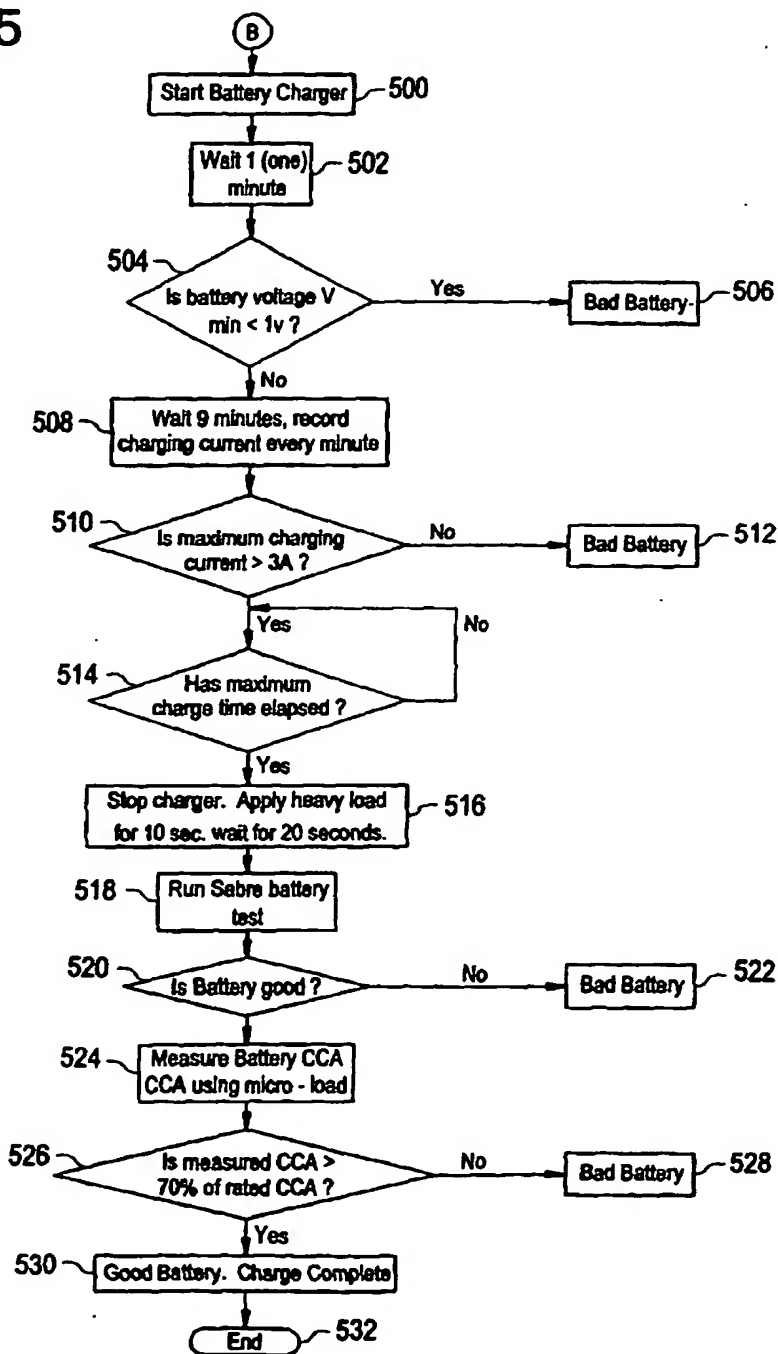 5
B
Start Battery Charger
500
Wait 1 (one)
minute
502
504
Is battery voltage V
min < 1v ?
Yes
Bad Battery-
506
No
508
Wait 9 minutes, record
charging current every minute
510
Is maximum charging
current > 3A ?
No
Bad Battery
512
Yes
No
514
Has maximum
charge time elapsed ?
Yes
Stop charger. Apply heavy load
for 10 sec. wait for 20 seconds.
516
518
Run Sabre battery
test
520
Is Battery good ?
No
Bad Battery
522
524
Measure Battery CCA
CCA using micro - load
526
Is measured CCA >
70% of rated CCA ?
No
Bad Battery
528
Yes
530
Good Battery. Charge Complete
End
532